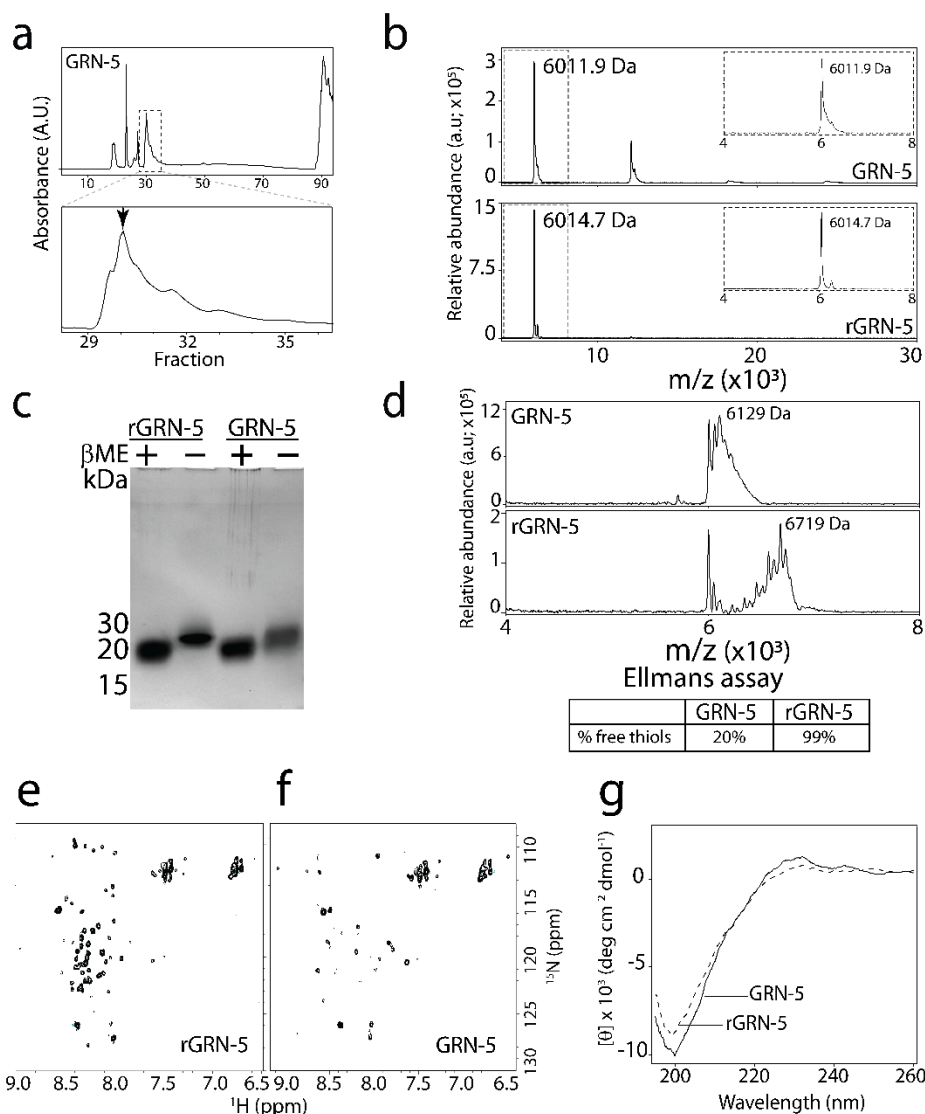 a
GRN-5
Absorbance (A.U.)
10 30 50 70 90
29 32 35
Fraction
b
Relative abundance (a.u; x10⁵)
3
2
1
0
6011.9 Da
6011.9 Da
4 6 8
GRN-5
Relative abundance (a.u; x10⁵)
15
7.5
0
6014.7 Da
6014.7 Da
4 6 8
rGRN-5
10 20 30
m/z (x10³)
c
rGRN-5 GRN-5
βME + − + −
kDa
30
20
15
d
Relative abundance (a.u; x10⁵)
GRN-5
12
6
0
6129 Da
rGRN-5
2
1
0
6719 Da
4 6 8
m/z (x10³)
Ellmans assay
GRN-5 rGRN-5
% free thiols 20% 99%
e
rGRN-5
9.0 8.5 8.0 7.5 7.0 6.5
f
GRN-5
9.0 8.5 8.0 7.5 7.0 6.5
¹H (ppm)
110
115
120
125
130
¹⁵N (ppm)
g
[θ] x 10³ (deg cm ² dmol⁻¹)
0
-5
-10
GRN-5
rGRN-5
200 220 240 260
Wavelength (nm)